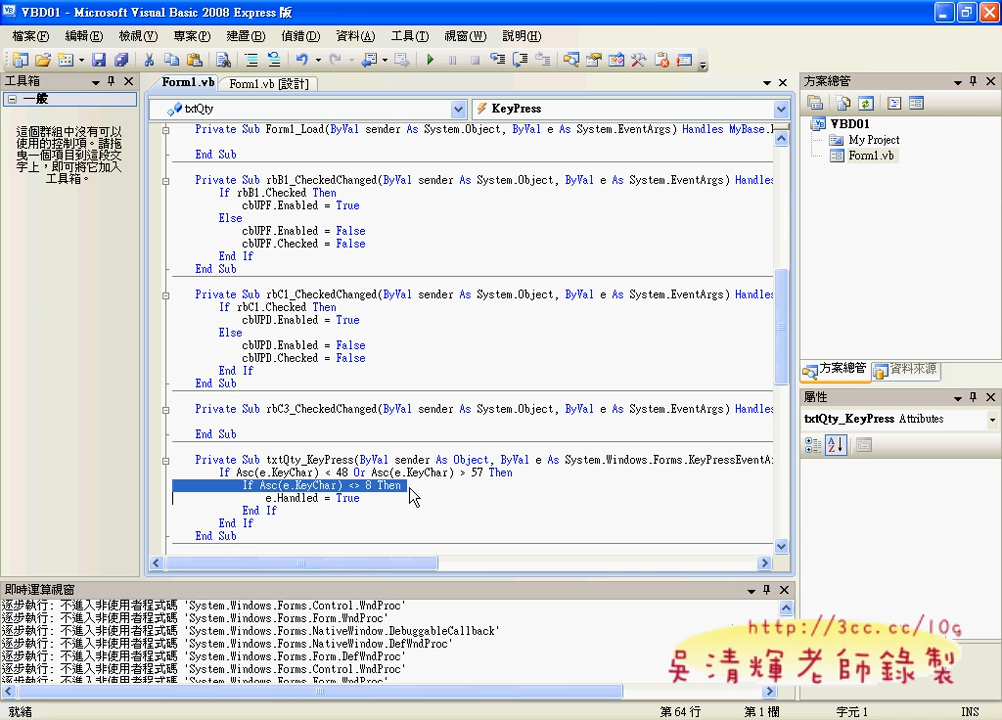 VBD01 - Microsoft Visual Basic 2008 Express 版
檔案(F) 編輯(E) 檢視(V) 專案(P) 建置(B) 偵錯(D) 資料(A) 工具(T) 視窗(W) 說明(H)
工具箱
一般
這個群組中沒有可以
使用的控制項。請拖
曳一個項目到這段文
字上，即可將它加入
工具箱。
Form1.vb Form1.vb [設計]
txtQty KeyPress
Private Sub Form1_Load(ByVal sender As System.Object, ByVal e As System.EventArgs) Handles MyBase.
End Sub
Private Sub rbB1_CheckedChanged(ByVal sender As System.Object, ByVal e As System.EventArgs) Handles
If rbB1.Checked Then
cbUPF.Enabled = True
Else
cbUPF.Enabled = False
cbUPF.Checked = False
End If
End Sub
Private Sub rbC1_CheckedChanged(ByVal sender As System.Object, ByVal e As System.EventArgs) Handles
If rbC1.Checked Then
cbUPD.Enabled = True
Else
cbUPD.Enabled = False
cbUPD.Checked = False
End If
End Sub
Private Sub rbC3_CheckedChanged(ByVal sender As System.Object, ByVal e As System.EventArgs) Handles
End Sub
Private Sub txtQty_KeyPress(ByVal sender As Object, ByVal e As System.Windows.Forms.KeyPressEventA
If Asc(e.KeyChar) < 48 Or Asc(e.KeyChar) > 57 Then
If Asc(e.KeyChar) <> 8 Then
e.Handled = True
End If
End If
End Sub
方案總管
VBD01
My Project
Form1.vb
方案總管 資料來源
屬性
txtQty_KeyPress Attributes
即時運算視窗
逐步執行: 不進入非使用者程式碼 'System.Windows.Forms.Control.WndProc'
逐步執行: 不進入非使用者程式碼 'System.Windows.Forms.Form.WndProc'
逐步執行: 不進入非使用者程式碼 'System.Windows.Forms.NativeWindow.DebuggableCallback'
逐步執行: 不進入非使用者程式碼 'System.Windows.Forms.NativeWindow.DefWndProc
逐步執行: 不進入非使用者程式碼 'System.Windows.Forms.Form.DefWndProc'
逐步執行: 不進入非使用者程式碼 'System.Windows.Forms.Control.WndProc'
逐步執行: 不進入非使用者程式碼 'System.Windows.Forms.Form.WndProc'
http://3cc.cc/10g
吳清輝老師錄製
就緒 第 64 行 第 1 欄 字元 1 INS